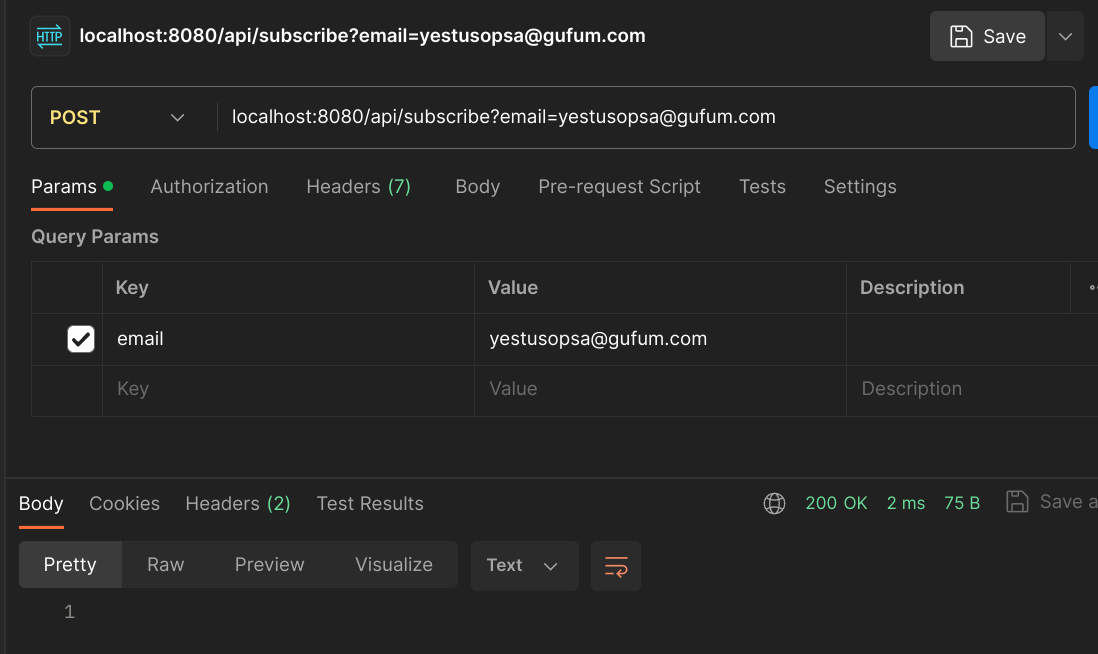 HTTP localhost:8080/api/subscribe?email=yestusopsa@gufum.com Save
POST localhost:8080/api/subscribe?email=yestusopsa@gufum.com
Params Authorization Headers (7) Body Pre-request Script Tests Settings
Query Params
Key Value Description
email yestusopsa@gufum.com
Key Value Description
Body Cookies Headers (2) Test Results 200 OK 2 ms 75 B Save a
Pretty Raw Preview Visualize Text
1